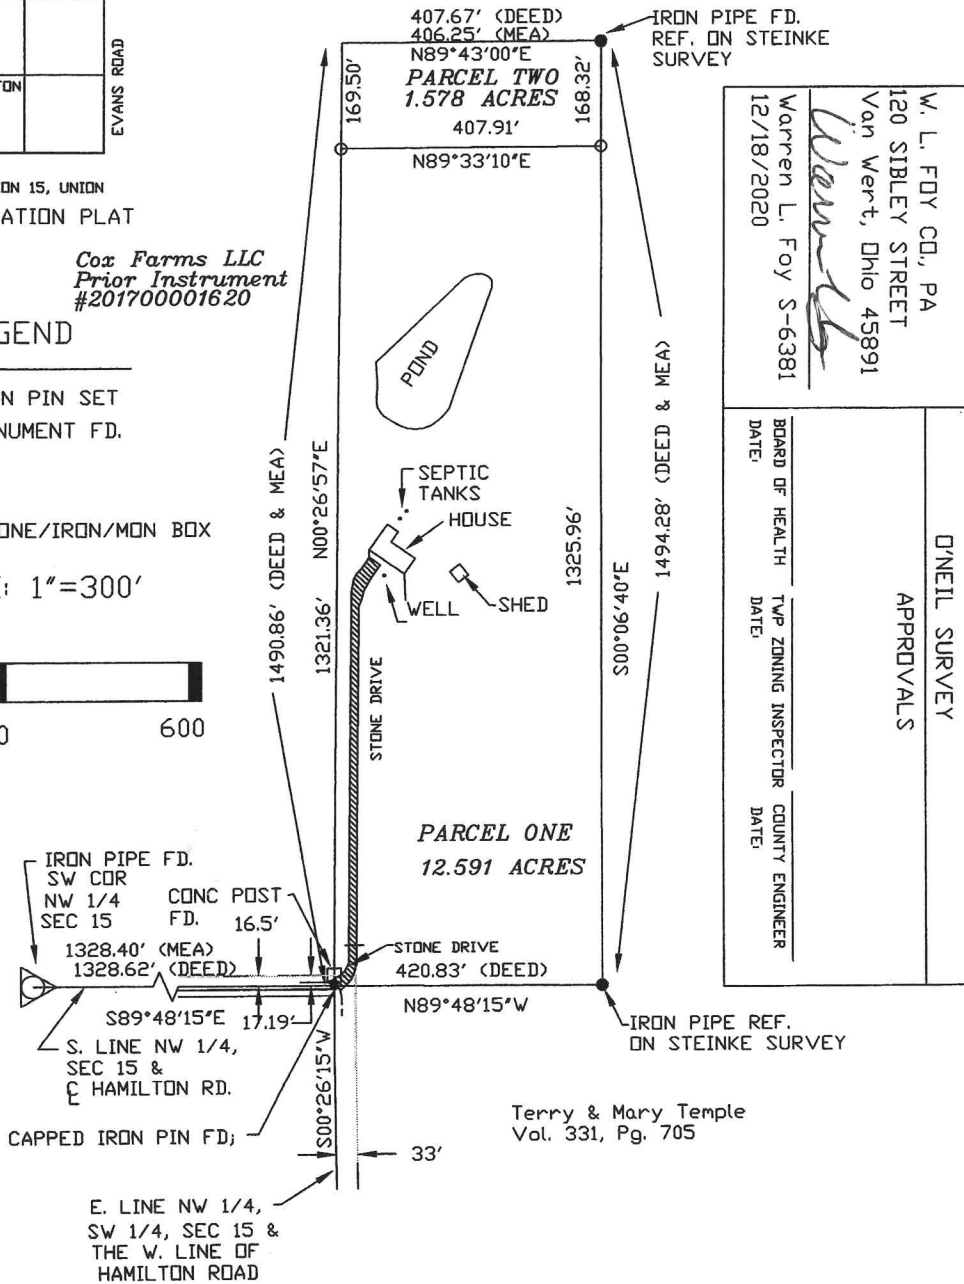 407.67' (DEED)
406.25' (MEA)
N89°43'00"E
PARCEL TWO
1.578 ACRES
169.50'
168.32'
407.91'
N89°33'10"E
IRON PIPE FD.
REF. ON STEINKE
SURVEY
EVANS ROAD
TON
ON 15, UNION
ATION PLAT
Cox Farms LLC
Prior Instrument
#201700001620
GEND
N PIN SET
NUMENT FD.
ONE/IRON/MON BOX
: 1"=300'
0
600
POND
SEPTIC
TANKS
HOUSE
WELL
SHED
STONE DRIVE
1490.86' (DEED & MEA)
N00°26'57"E
1321.36'
1325.96'
S00°06'40"E
1494.28' (DEED & MEA)
PARCEL ONE
12.591 ACRES
IRON PIPE FD.
SW COR
NW 1/4
SEC 15
CONC POST
FD.
16.5'
1328.40' (MEA)
1328.62' (DEED)
STONE DRIVE
420.83' (DEED)
N89°48'15"W
S89°48'15"E
17.19'
S. LINE NW 1/4,
SEC 15 &
℄ HAMILTON RD.
S00°26'15"W
IRON PIPE REF.
ON STEINKE SURVEY
CAPPED IRON PIN FD;
33'
Terry & Mary Temple
Vol. 331, Pg. 705
E. LINE NW 1/4,
SW 1/4, SEC 15 &
THE W. LINE OF
HAMILTON ROAD
W. L. FOY CO., PA
120 SIBLEY STREET
Van Wert, Ohio 45891
Warren L. Foy S-6381
12/18/2020
O'NEIL SURVEY
APPROVALS
BOARD OF HEALTH
DATE:
TWP ZONING INSPECTOR
DATE:
COUNTY ENGINEER
DATE: